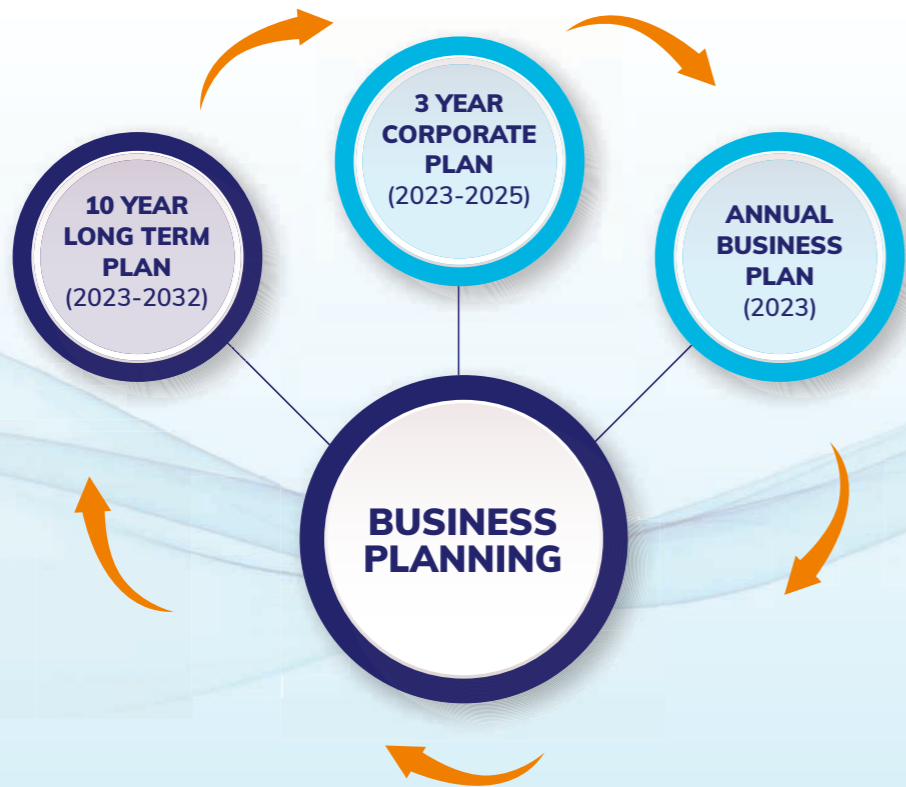 3 YEAR
CORPORATE
PLAN
(2023-2025)
10 YEAR
LONG TERM
PLAN
(2023-2032)
ANNUAL
BUSINESS
PLAN
(2023)
BUSINESS
PLANNING